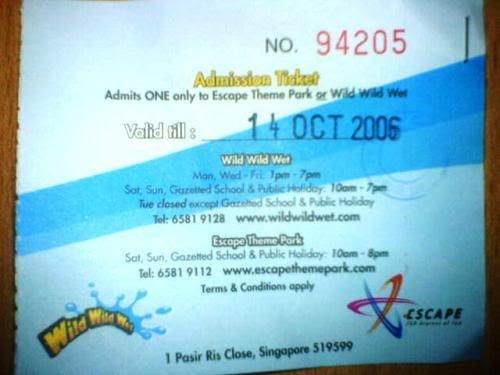 NO. 94205
Admission Ticket
Admits ONE only to Escape Theme Park or Wild Wild Wet
Valid till : 14 OCT 2006
Wild Wild Wet
Mon, Wed - Fri: 1pm - 7pm
Sat, Sun, Gazetted School & Public Holiday: 10am - 7pm
Tue closed except Gazetted School & Public Holiday
Tel: 6581 9128 www.wildwildwet.com
Escape Theme Park
Sat, Sun, Gazetted School & Public Holiday: 10am - 8pm
Tel: 6581 9112 www.escapethemepark.com
Terms & Conditions apply
Wild Wild Wet
ESCAPE
360 degrees of fun
1 Pasir Ris Close, Singapore 519599